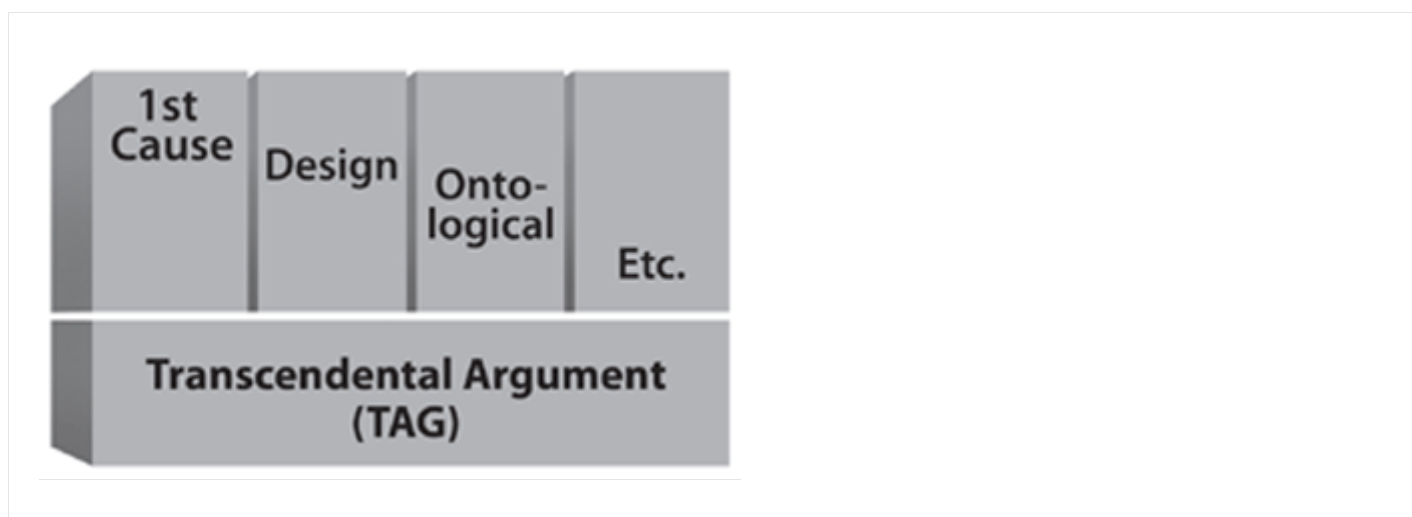 1st
Cause
Design
Onto-
logical
Etc.
Transcendental Argument
(TAG)